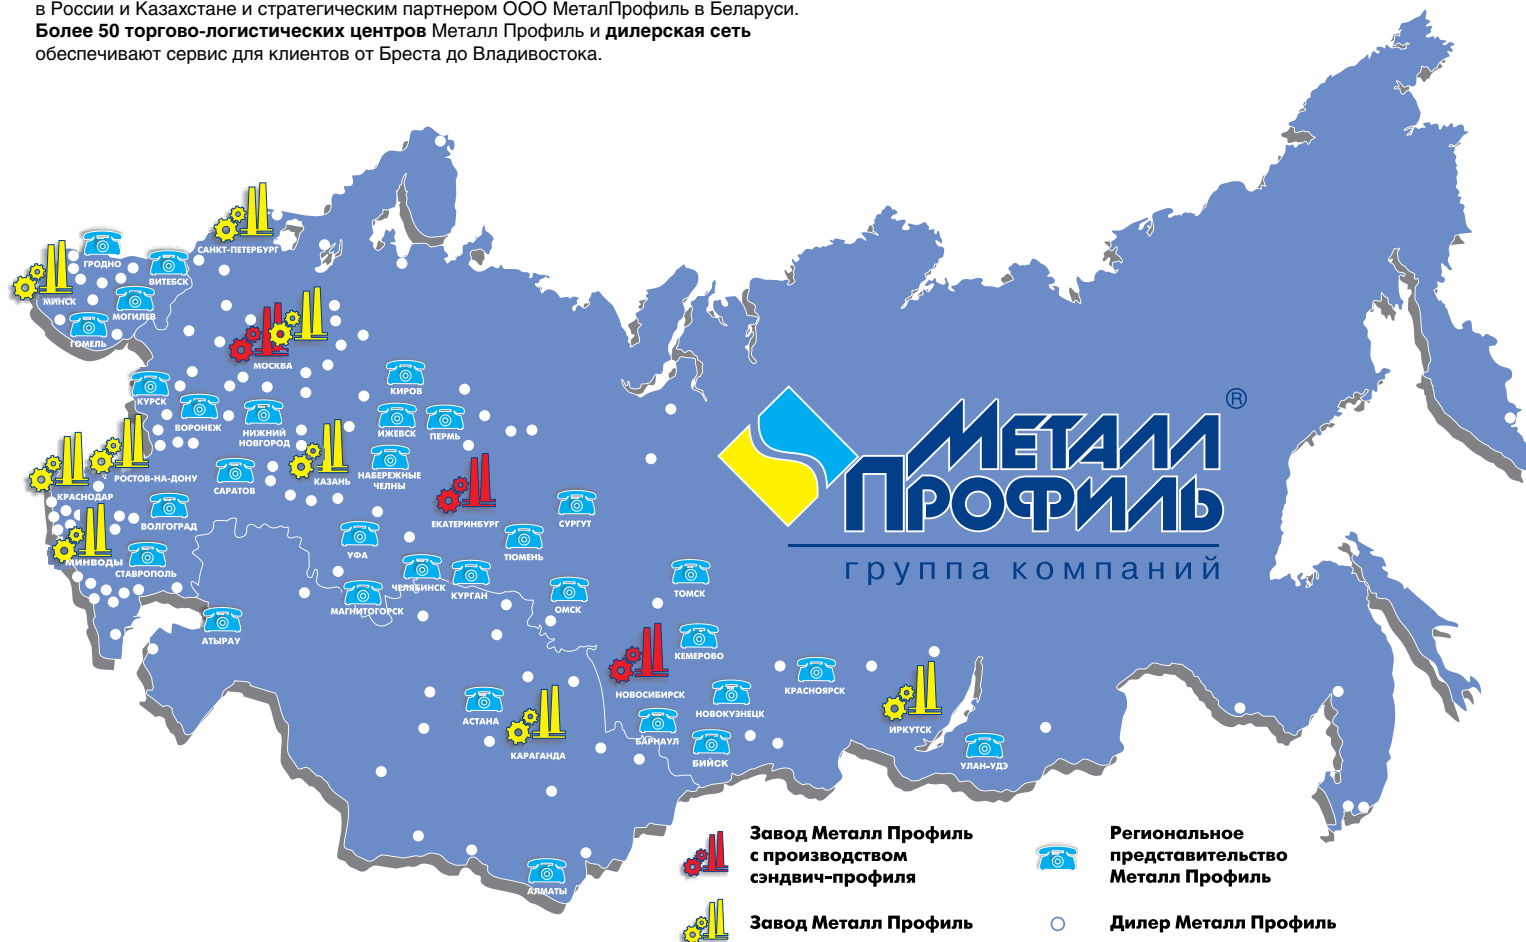 в России и Казахстане и стратегическим партнером ООО МеталПрофиль в Беларуси.
Более 50 торгово-логистических центров Металл Профиль и дилерская сеть
обеспечивают сервис для клиентов от Бреста до Владивостока.
САНКТ-ПЕТЕРБУРГ
ГРОДНО
ВИТЕБСК
МИНСК
МОГИЛЕВ
ГОМЕЛЬ
МОСКВА
КУРСК
КИРОВ
ВОРОНЕЖ
НИЖНИЙ
НОВГОРОД
ИЖЕВСК
ПЕРМЬ
РОСТОВ-НА-ДОНУ
КАЗАНЬ
НАБЕРЕЖНЫЕ
ЧЕЛНЫ
САРАТОВ
КРАСНОДАР
ВОЛГОГРАД
ЕКАТЕРИНБУРГ
СУРГУТ
МИНВОДЫ
СТАВРОПОЛЬ
УФА
ТЮМЕНЬ
ЧЕЛЯБИНСК
КУРГАН
МАГНИТОГОРСК
ОМСК
ТОМСК
АТЫРАУ
КЕМЕРОВО
НОВОСИБИРСК
КРАСНОЯРСК
АСТАНА
НОВОКУЗНЕЦК
ИРКУТСК
КАРАГАНДА
БАРНАУЛ
БИЙСК
УЛАН-УДЭ
АЛМАТЫ
МЕТАЛЛ ®
ПРОФИЛЬ
группа компаний
Завод Металл Профиль
с производством
сэндвич-профиля
Региональное
представительство
Металл Профиль
Завод Металл Профиль
Дилер Металл Профиль